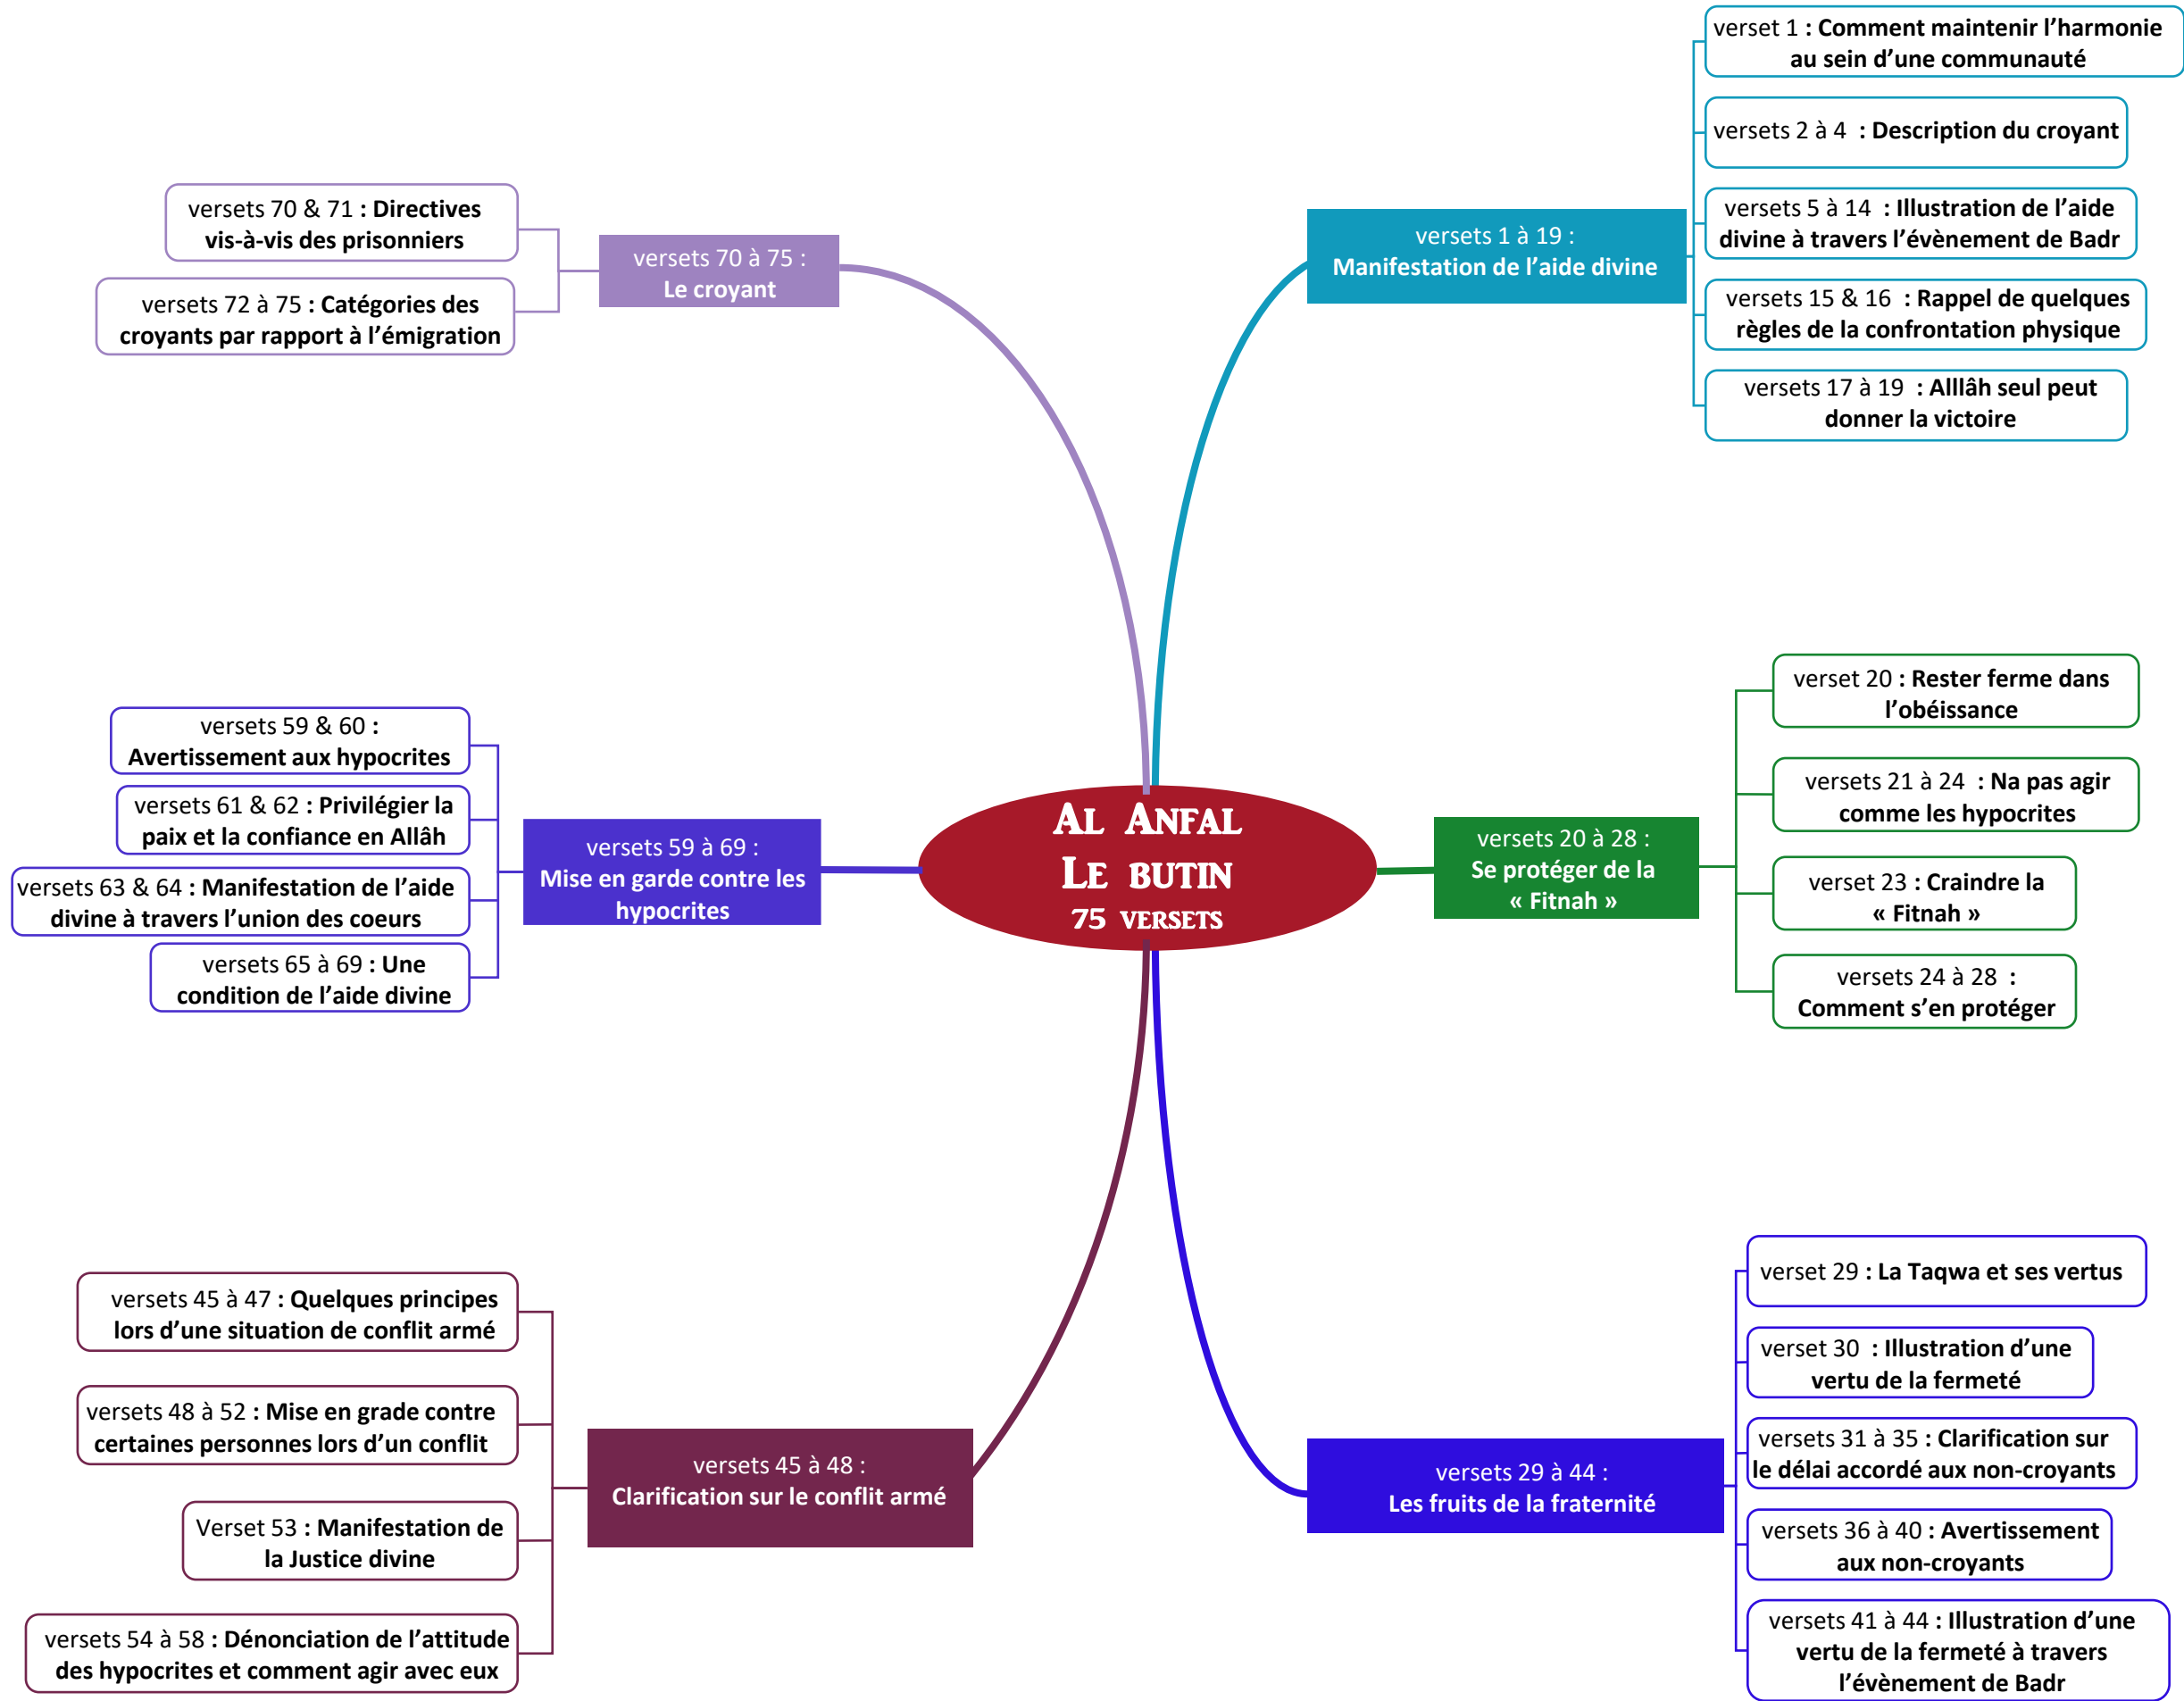 AL ANFAL
LE BUTIN
75 VERSETS
versets 1 à 19 :
Manifestation de l’aide divine
verset 1 : Comment maintenir l’harmonie
au sein d’une communauté
versets 2 à 4 : Description du croyant
versets 5 à 14 : Illustration de l’aide
divine à travers l’évènement de Badr
versets 15 & 16 : Rappel de quelques
règles de la confrontation physique
versets 17 à 19 : Alllâh seul peut
donner la victoire
versets 20 à 28 :
Se protéger de la
« Fitnah »
verset 20 : Rester ferme dans
l’obéissance
versets 21 à 24 : Na pas agir
comme les hypocrites
verset 23 : Craindre la
« Fitnah »
versets 24 à 28 :
Comment s’en protéger
versets 29 à 44 :
Les fruits de la fraternité
verset 29 : La Taqwa et ses vertus
verset 30 : Illustration d’une
vertu de la fermeté
versets 31 à 35 : Clarification sur
le délai accordé aux non-croyants
versets 36 à 40 : Avertissement
aux non-croyants
versets 41 à 44 : Illustration d’une
vertu de la fermeté à travers
l’évènement de Badr
versets 45 à 48 :
Clarification sur le conflit armé
versets 45 à 47 : Quelques principes
lors d’une situation de conflit armé
versets 48 à 52 : Mise en grade contre
certaines personnes lors d’un conflit
Verset 53 : Manifestation de
la Justice divine
versets 54 à 58 : Dénonciation de l’attitude
des hypocrites et comment agir avec eux
versets 59 à 69 :
Mise en garde contre les
hypocrites
versets 59 & 60 :
Avertissement aux hypocrites
versets 61 & 62 : Privilégier la
paix et la confiance en Allâh
versets 63 & 64 : Manifestation de l’aide
divine à travers l’union des coeurs
versets 65 à 69 : Une
condition de l’aide divine
versets 70 à 75 :
Le croyant
versets 70 & 71 : Directives
vis-à-vis des prisonniers
versets 72 à 75 : Catégories des
croyants par rapport à l’émigration